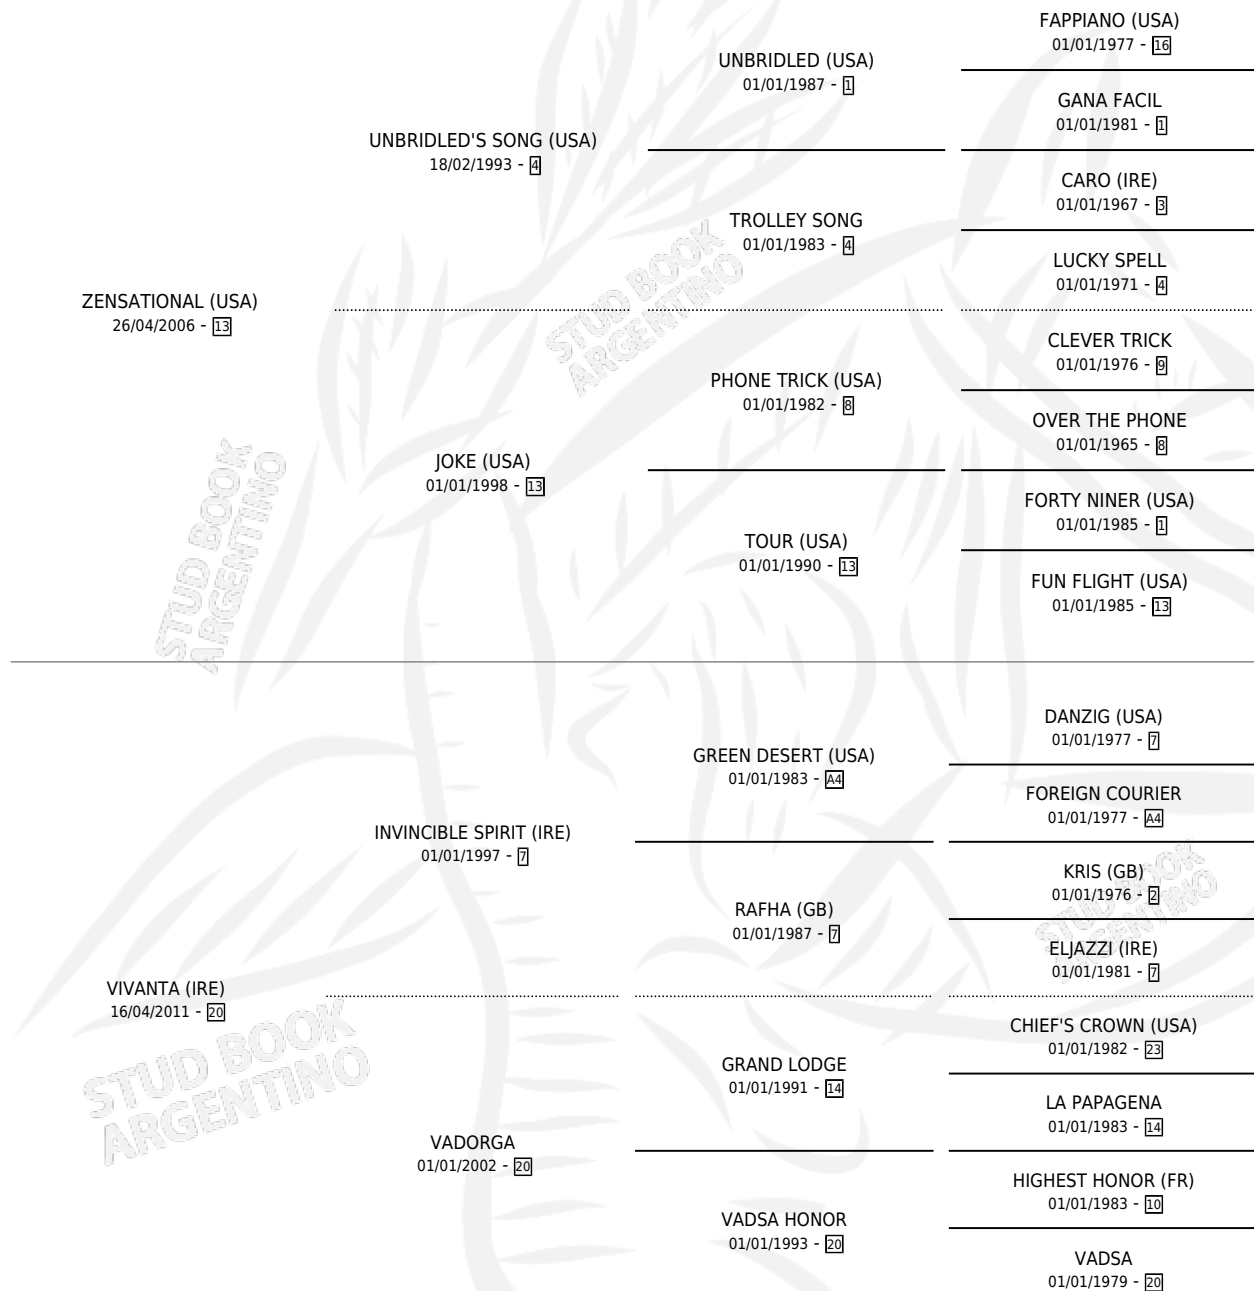 FAPPIANO (USA)
01/01/1977 - 16
UNBRIDLED (USA)
01/01/1987 - 1
GANA FACIL
01/01/1981 - 1
UNBRIDLED'S SONG (USA)
18/02/1993 - 4
CARO (IRE)
01/01/1967 - 3
TROLLEY SONG
01/01/1983 - 4
LUCKY SPELL
01/01/1971 - 4
ZENSATIONAL (USA)
26/04/2006 - 13
STUD BOOK
ARGENTINO
CLEVER TRICK
01/01/1976 - 9
PHONE TRICK (USA)
01/01/1982 - 8
OVER THE PHONE
01/01/1965 - 8
JOKE (USA)
01/01/1998 - 13
STUD BOOK
ARGENTINO
FORTY NINER (USA)
01/01/1985 - 1
TOUR (USA)
01/01/1990 - 13
FUN FLIGHT (USA)
01/01/1985 - 13
DANZIG (USA)
01/01/1977 - 7
GREEN DESERT (USA)
01/01/1983 - A4
FOREIGN COURIER
01/01/1977 - A4
INVINCIBLE SPIRIT (IRE)
01/01/1997 - 7
KRIS (GB)
01/01/1976 - 2
STUD BOOK
ARGENTINO
RAFHA (GB)
01/01/1987 - 7
ELJAZZI (IRE)
01/01/1981 - 7
VIVANTA (IRE)
16/04/2011 - 20
CHIEF'S CROWN (USA)
01/01/1982 - 23
STUD BOOK
ARGENTINO
GRAND LODGE
01/01/1991 - 14
LA PAPAGENA
01/01/1983 - 14
VADORGA
01/01/2002 - 20
HIGHEST HONOR (FR)
01/01/1983 - 10
VADSA HONOR
01/01/1993 - 20
VADSA
01/01/1979 - 20